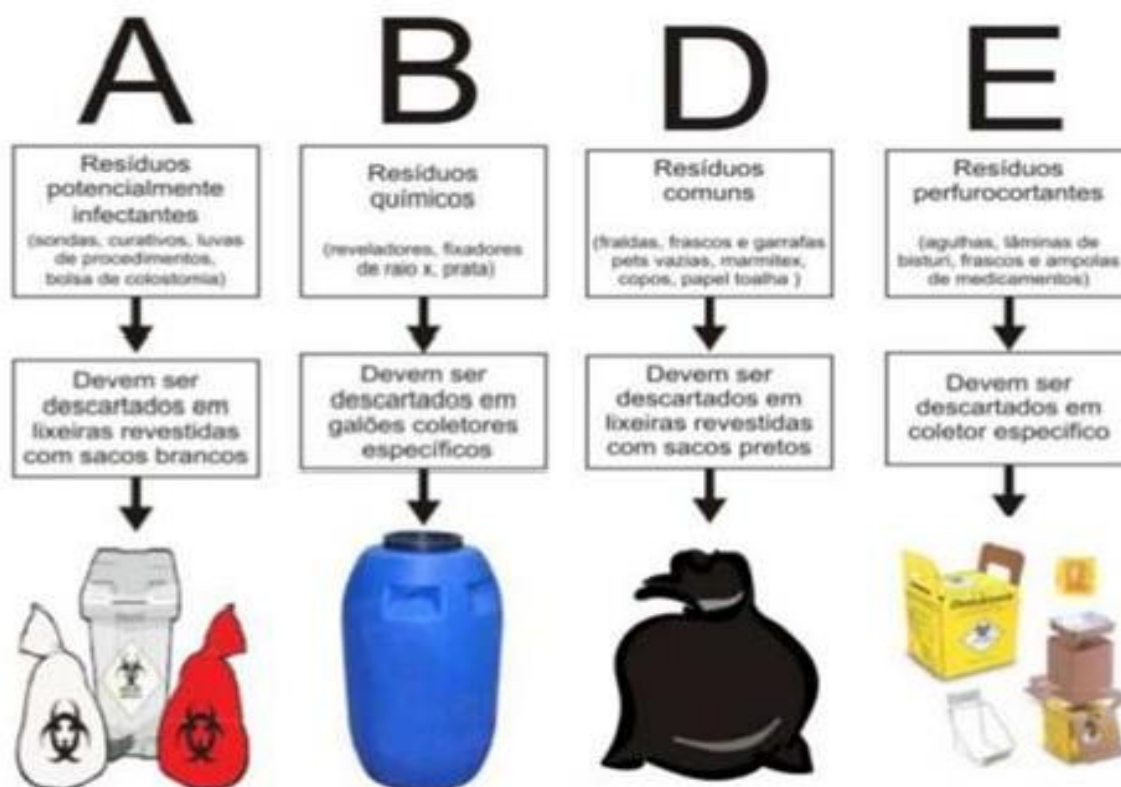 A
Resíduos
potencialmente
infectantes
(sondas, curativos, luvas
de procedimentos,
bolsa de colostomia)
Devem ser
descartados em
lixeiras revestidas
com sacos brancos
B
Resíduos
químicos
(reveladores, fixadores
de raio x, prata)
Devem ser
descartados em
galões coletores
específicos
D
Resíduos
comuns
(fraldas, frascos e garrafas
pets vazias, marmitex,
copos, papel toalha )
Devem ser
descartados em
lixeiras revestidas
com sacos pretos
E
Resíduos
perfurocortantes
(agulhas, lâminas de
bisturi, frascos e ampolas
de medicamentos)
Devem ser
descartados em
coletor específico